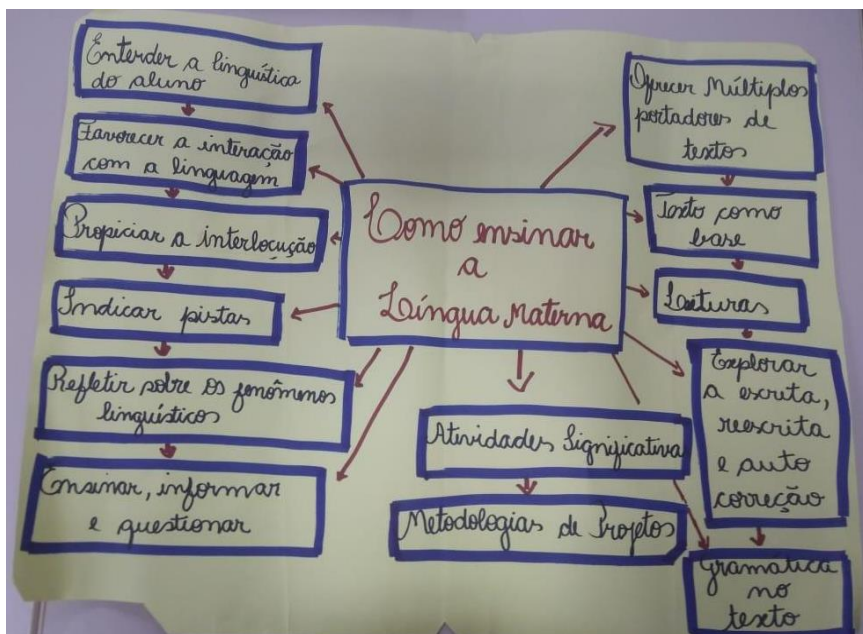 Como ensinar
a
Língua Materna
Enterder a linguística
do aluno
Favorecer a interação
com a linguagem
Propiciar a interlocução
Indicar pistas
Refletir sobre os fenômenos
linguísticos
Ensinar, informar
e questionar
Atividades Significativa
Metodologias de Projetos
Oferecer Múltiplos
portadores de
textos
Texto como
base
Leituras
Explorar
a escrita,
reescrita
e auto
correção
Gramática
no
texto